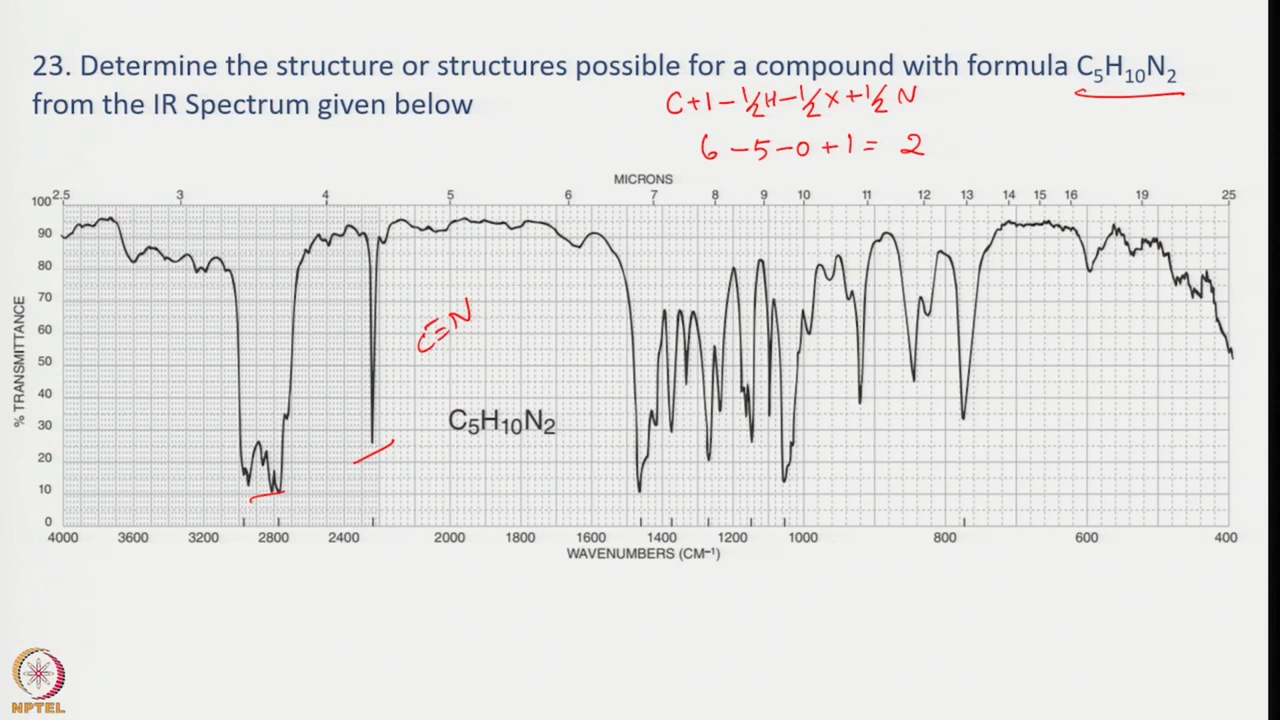 23. Determine the structure or structures possible for a compound with formula C₅H₁₀N₂
from the IR Spectrum given below
C+1-½H-½X+½N
6-5-0+1=2
MICRONS
2.5 3 4 5 6 7 8 9 10 11 12 13 14 15 16 19 25
100
90
80
70
60
50
40
30
20
10
0
% TRANSMITTANCE
C≡N
C₅H₁₀N₂
4000 3600 3200 2800 2400 2000 1800 1600 1400 1200 1000 800 600 400
WAVENUMBERS (CM⁻¹)
NPTEL